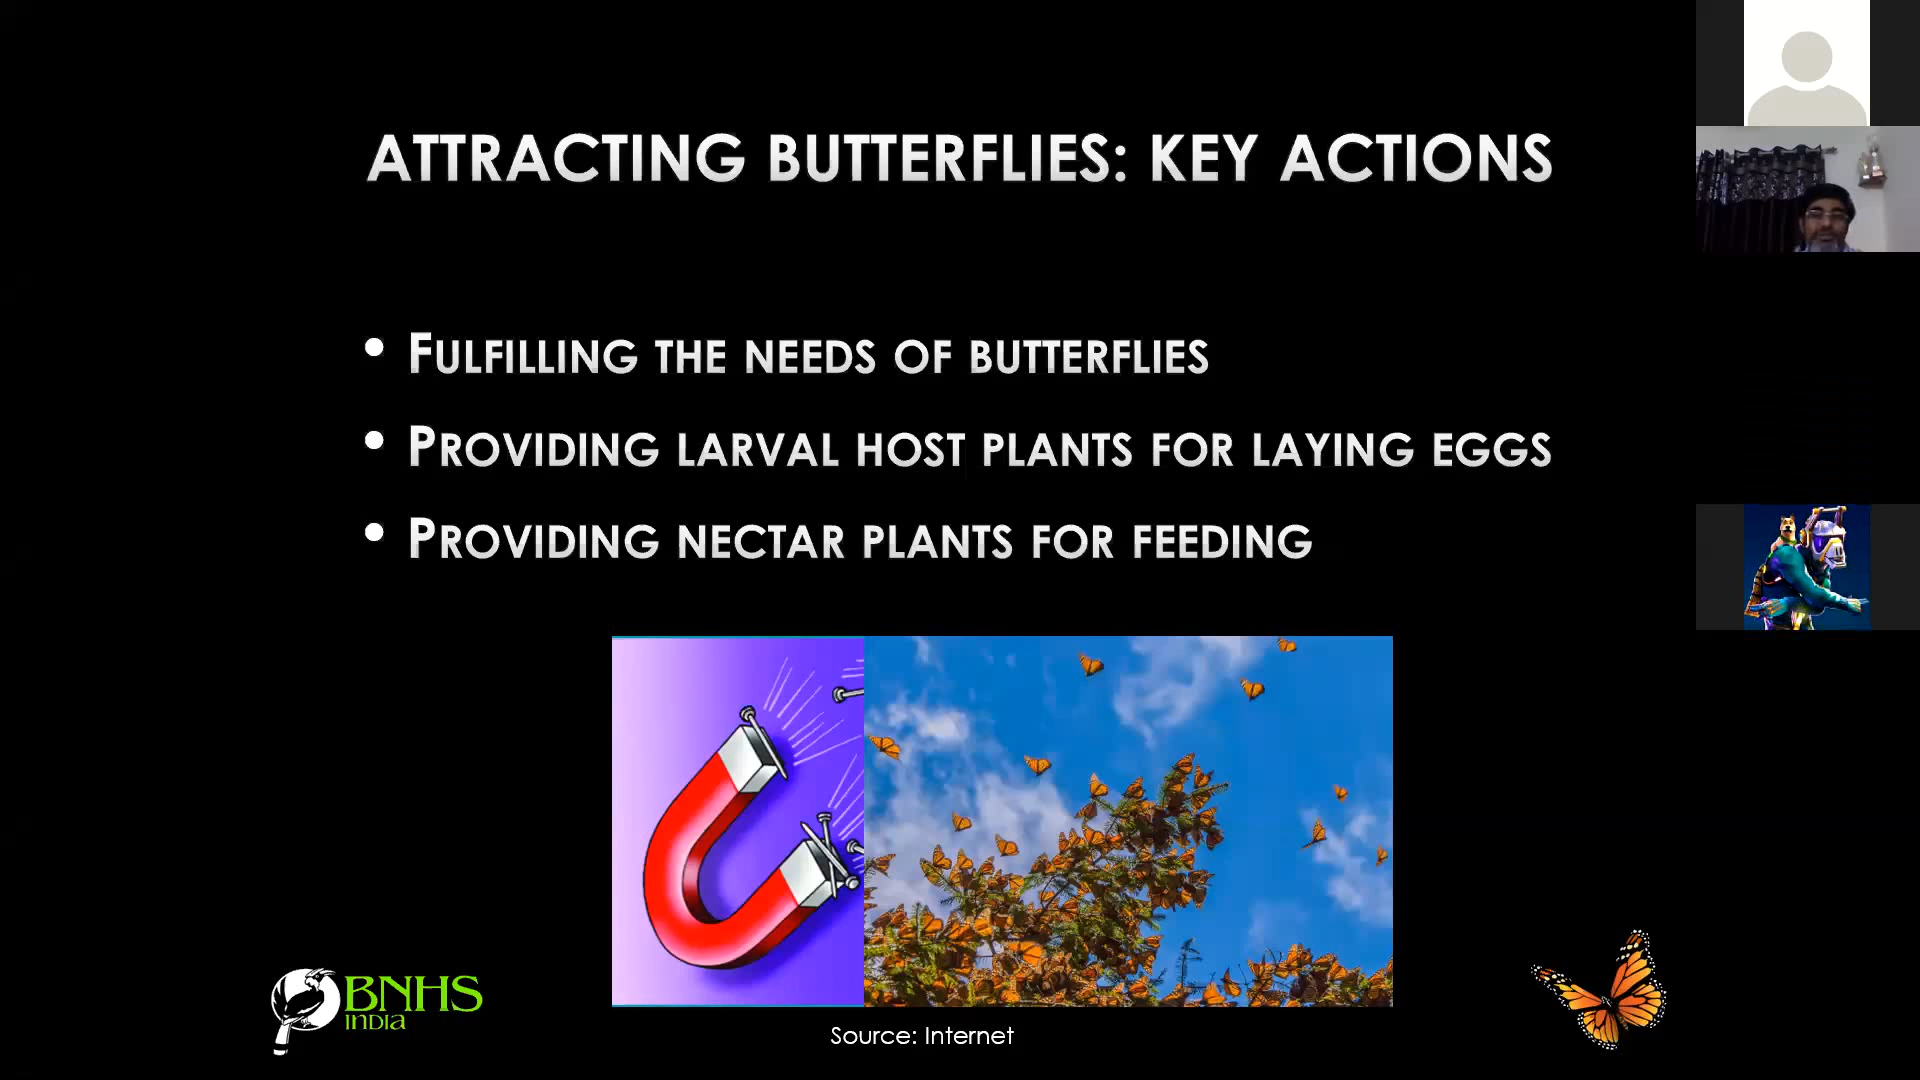 ATTRACTING BUTTERFLIES: KEY ACTIONS
• FULFILLING THE NEEDS OF BUTTERFLIES
• PROVIDING LARVAL HOST PLANTS FOR LAYING EGGS
• PROVIDING NECTAR PLANTS FOR FEEDING
BNHS
INDIA
Source: Internet